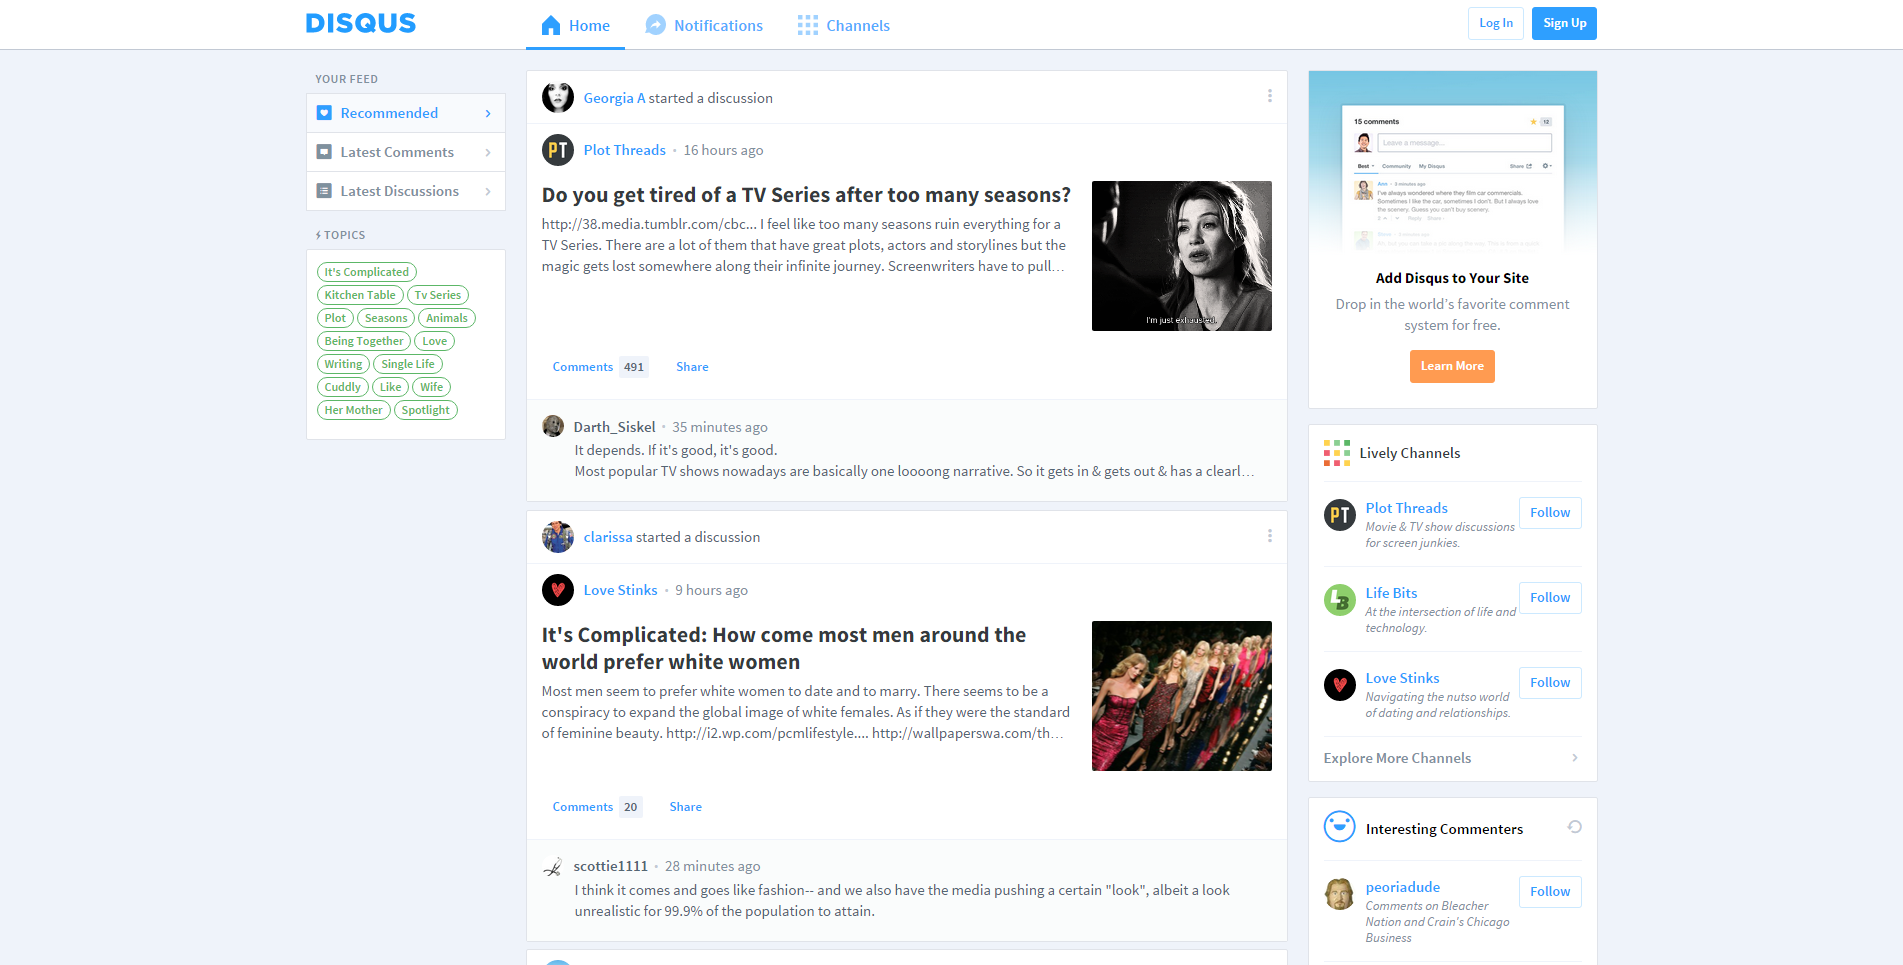 DISQUS
Home
Notifications
Channels
Log In
Sign Up
YOUR FEED
Recommended
Latest Comments
Latest Discussions
TOPICS
It's Complicated
Kitchen Table
Tv Series
Plot
Seasons
Animals
Being Together
Love
Writing
Single Life
Cuddly
Like
Wife
Her Mother
Spotlight
Georgia A started a discussion
PT
Plot Threads • 16 hours ago
Do you get tired of a TV Series after too many seasons?
http://38.media.tumblr.com/cbc... I feel like too many seasons ruin everything for a
TV Series. There are a lot of them that have great plots, actors and storylines but the
magic gets lost somewhere along their infinite journey. Screenwriters have to pull…
I'm just exhausted.
Comments 491
Share
Darth_Siskel • 35 minutes ago
It depends. If it's good, it's good.
Most popular TV shows nowadays are basically one loooong narrative. So it gets in & gets out & has a clearl…
clarissa started a discussion
Love Stinks • 9 hours ago
It's Complicated: How come most men around the
world prefer white women
Most men seem to prefer white women to date and to marry. There seems to be a
conspiracy to expand the global image of white females. As if they were the standard
of feminine beauty. http://i2.wp.com/pcmlifestyle.... http://wallpaperswa.com/th…
Comments 20
Share
scottie1111 • 28 minutes ago
I think it comes and goes like fashion-- and we also have the media pushing a certain "look", albeit a look
unrealistic for 99.9% of the population to attain.
15 comments
12
Leave a message...
Best
Community
My Disqus
Share
Ann • 3 minutes ago
I've always wondered where they film car commercials.
Sometimes I like the car, sometimes I don't. But I always love
the scenery. Guess you can't buy scenery.
Reply Share
Add Disqus to Your Site
Drop in the world’s favorite comment
system for free.
Learn More
Lively Channels
PT
Plot Threads
Follow
Movie & TV show discussions
for screen junkies.
LB
Life Bits
Follow
At the intersection of life and
technology.
Love Stinks
Follow
Navigating the nutso world
of dating and relationships.
Explore More Channels
Interesting Commenters
peoriadude
Follow
Comments on Bleacher
Nation and Crain's Chicago
Business